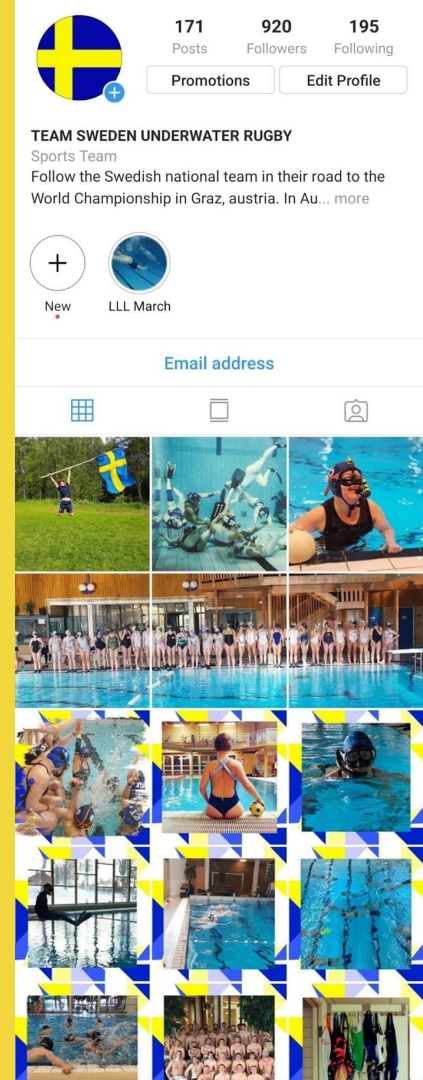 171 920 195
Posts Followers Following
Promotions Edit Profile
TEAM SWEDEN UNDERWATER RUGBY
Sports Team
Follow the Swedish national team in their road to the
World Championship in Graz, austria. In Au... more
New LLL March
Email address